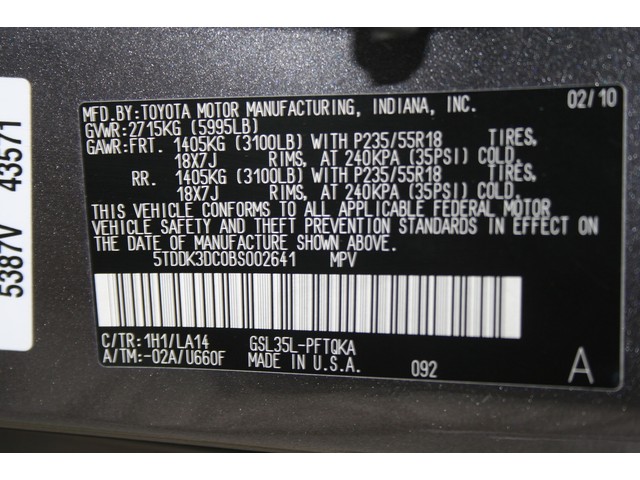 5387V 43571
MFD.BY:TOYOTA MOTOR MANUFACTURING, INDIANA, INC. 02/10
GVWR:2715KG (5995LB)
GAWR:FRT. 1405KG (3100LB) WITH P235/55R18 TIRES,
18X7J RIMS, AT 240KPA (35PSI) COLD.
RR. 1405KG (3100LB) WITH P235/55R18 TIRES,
18X7J RIMS, AT 240KPA (35PSI) COLD.
THIS VEHICLE CONFORMS TO ALL APPLICABLE FEDERAL MOTOR
VEHICLE SAFETY AND THEFT PREVENTION STANDARDS IN EFFECT ON
THE DATE OF MANUFACTURE SHOWN ABOVE.
5TDDK3DC0BS002641 MPV
C/TR:1H1/LA14 GSL35L-PFTQKA
A/TM:-02A/U660F MADE IN U.S.A. 092 A